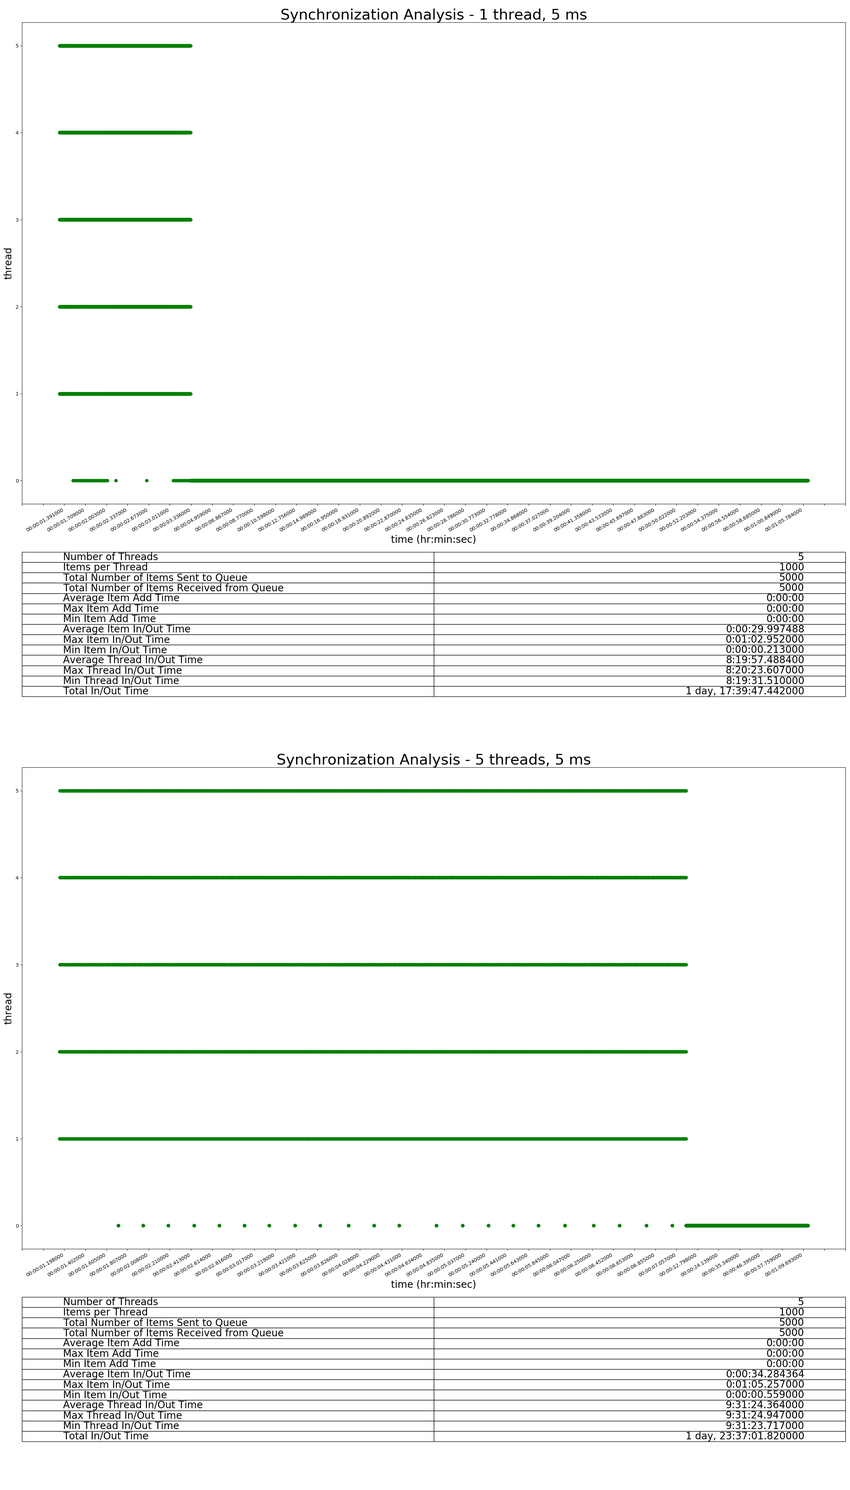 Synchronization Analysis - 1 thread, 5 ms
5
4
3
2
1
0
thread
00:00:01.391000 00:00:01.709000 00:00:02.003000 00:00:02.337000 00:00:02.673000 00:00:03.011000 00:00:03.336000 00:00:04.959000 00:00:06.867000 00:00:08.770000 00:00:10.598000 00:00:12.756000 00:00:14.989000 00:00:16.950000 00:00:18.931000 00:00:20.892000 00:00:22.870000 00:00:24.835000 00:00:26.823000 00:00:28.786000 00:00:30.773000 00:00:32.778000 00:00:34.868000 00:00:37.027000 00:00:39.204000 00:00:41.358000 00:00:43.533000 00:00:45.697000 00:00:47.883000 00:00:50.022000 00:00:52.203000 00:00:54.375000 00:00:56.554000 00:00:58.685000 00:01:00.849000 00:01:05.784000
time (hr:min:sec)
Number of Threads 5
Items per Thread 1000
Total Number of Items Sent to Queue 5000
Total Number of Items Received from Queue 5000
Average Item Add Time 0:00:00
Max Item Add Time 0:00:00
Min Item Add Time 0:00:00
Average Item In/Out Time 0:00:29.997488
Max Item In/Out Time 0:01:02.952000
Min Item In/Out Time 0:00:00.213000
Average Thread In/Out Time 8:19:57.488400
Max Thread In/Out Time 8:20:23.607000
Min Thread In/Out Time 8:19:31.510000
Total In/Out Time 1 day, 17:39:47.442000
Synchronization Analysis - 5 threads, 5 ms
5
4
3
2
1
0
thread
00:00:01.198000 00:00:01.402000 00:00:01.605000 00:00:01.807000 00:00:02.008000 00:00:02.210000 00:00:02.413000 00:00:02.614000 00:00:02.816000 00:00:03.017000 00:00:03.219000 00:00:03.421000 00:00:03.625000 00:00:03.826000 00:00:04.028000 00:00:04.229000 00:00:04.431000 00:00:04.634000 00:00:04.835000 00:00:05.037000 00:00:05.240000 00:00:05.441000 00:00:05.643000 00:00:05.845000 00:00:06.047000 00:00:06.250000 00:00:06.452000 00:00:06.653000 00:00:06.855000 00:00:07.057000 00:00:12.798000 00:00:24.139000 00:00:35.340000 00:00:46.395000 00:00:57.759000 00:01:09.693000
time (hr:min:sec)
Number of Threads 5
Items per Thread 1000
Total Number of Items Sent to Queue 5000
Total Number of Items Received from Queue 5000
Average Item Add Time 0:00:00
Max Item Add Time 0:00:00
Min Item Add Time 0:00:00
Average Item In/Out Time 0:00:34.284364
Max Item In/Out Time 0:01:05.257000
Min Item In/Out Time 0:00:00.559000
Average Thread In/Out Time 9:31:24.364000
Max Thread In/Out Time 9:31:24.947000
Min Thread In/Out Time 9:31:23.717000
Total In/Out Time 1 day, 23:37:01.820000